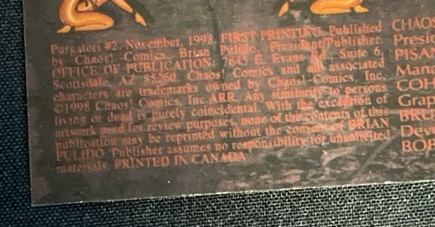 Purgatori #2, November, 1998. FIRST PRINTING. Published
by Chaos! Comics, Brian Pulido, President/Publisher.
OFFICE OF PUBLICATION: 7645 E. Evans, Suite 6,
Scottsdale, AZ 85260. Chaos! Comics and all associated
characters are trademarks owned by Chaos! Comics, Inc.
©1998 Chaos! Comics, Inc. ARR. Any similarity to persons
living or dead is purely coincidental. With the exception of
artwork used for review purposes, none of the contents of this
publication may be reprinted without the consent of BRIAN
PULIDO. Publisher assumes no responsibility for unsolicited
materials. PRINTED IN CANADA
CHAOS
Presid
PISAN
Mana
COH
Grap
BRU
Deve